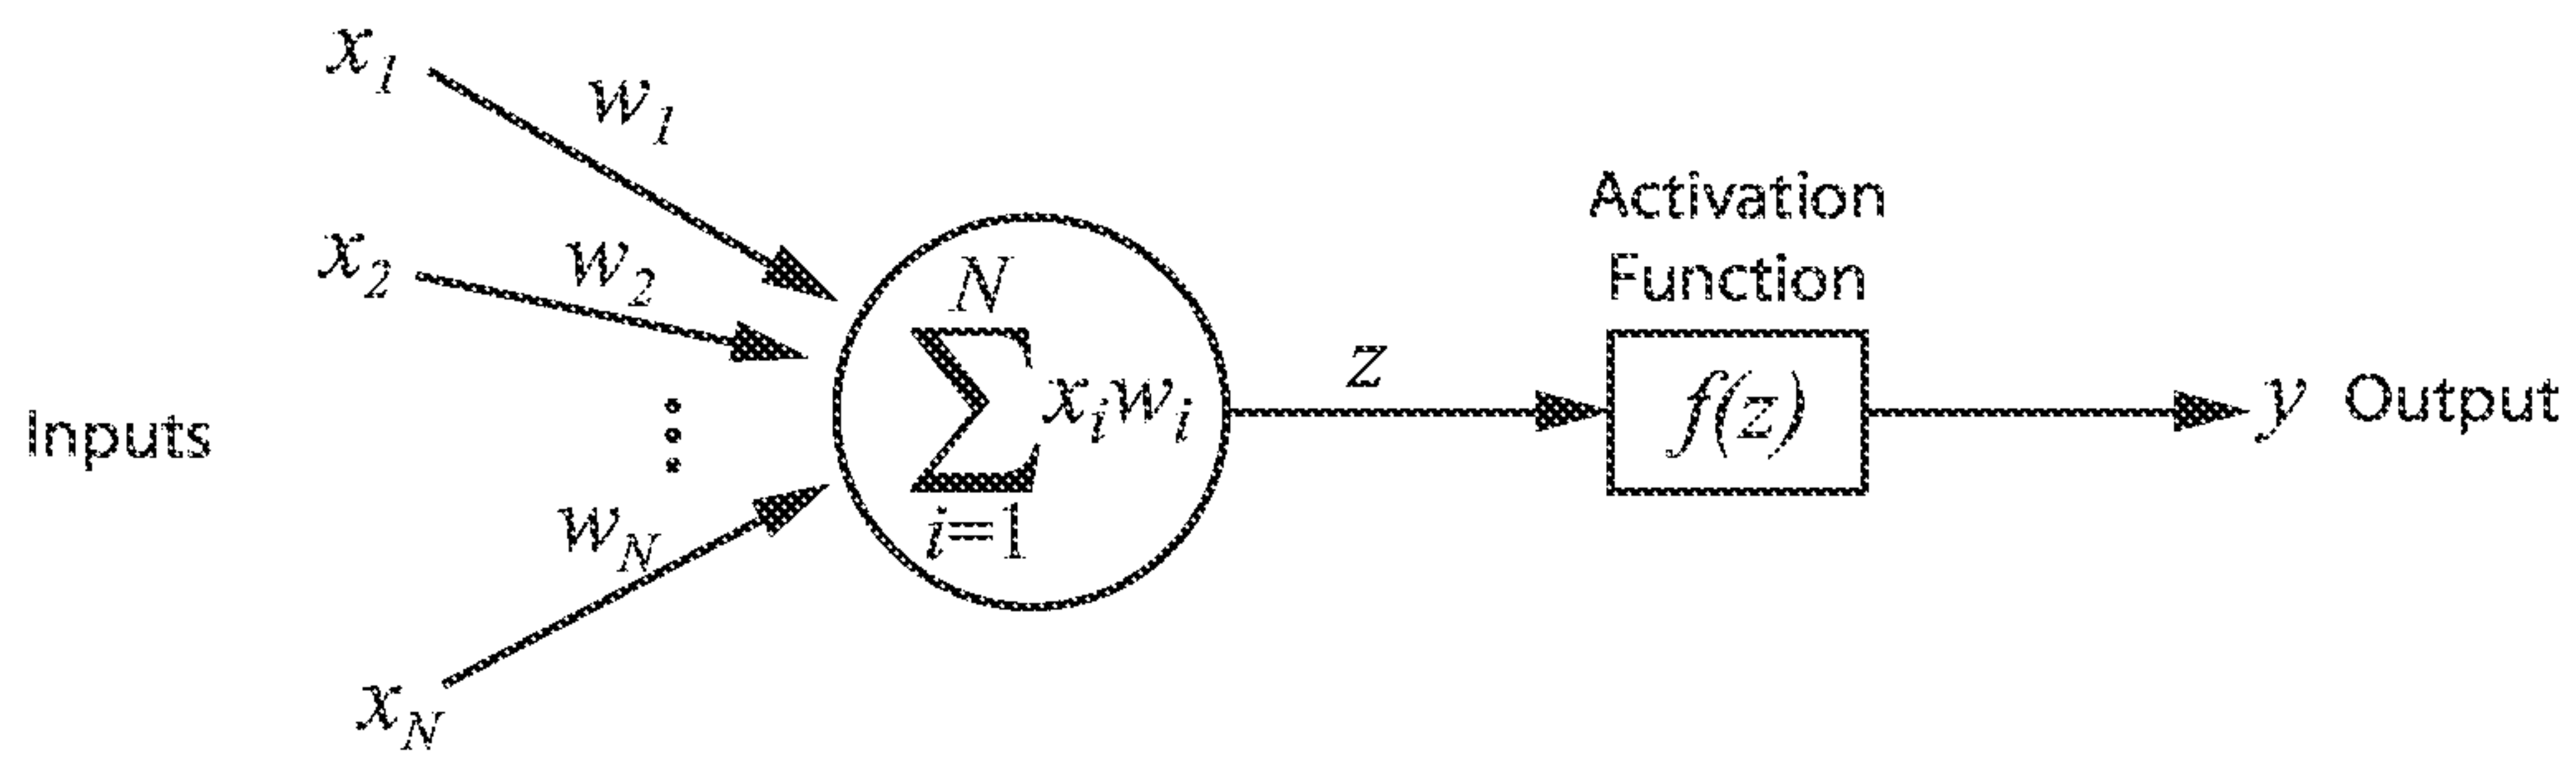 x1
w1
x2
w2
Inputs
wN
xN
N
∑ xiwi
i=1
z
Activation
Function
f(z)
y Output